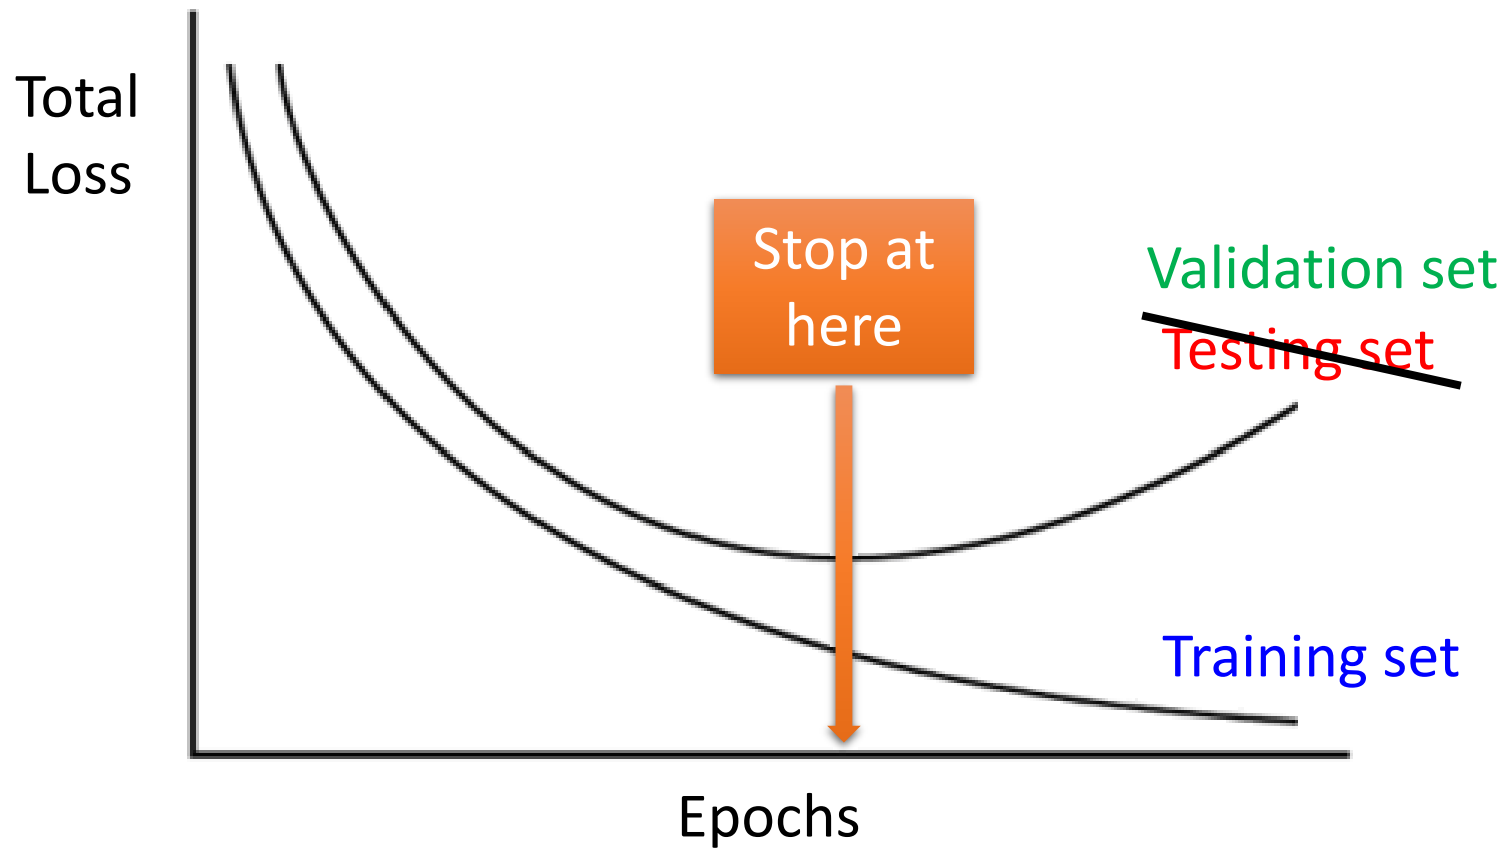 Total
Loss
Stop at
here
Validation set
Testing set
Training set
Epochs